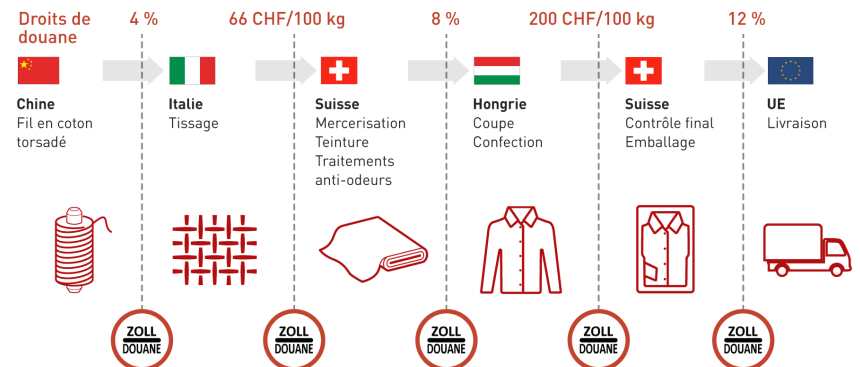 Droits de
douane
4 %
66 CHF/100 kg
8 %
200 CHF/100 kg
12 %
Chine
Fil en coton
torsadé
Italie
Tissage
Suisse
Mercerisation
Teinture
Traitements
anti-odeurs
Hongrie
Coupe
Confection
Suisse
Contrôle final
Emballage
UE
Livraison
ZOLL
DOUANE
ZOLL
DOUANE
ZOLL
DOUANE
ZOLL
DOUANE
ZOLL
DOUANE